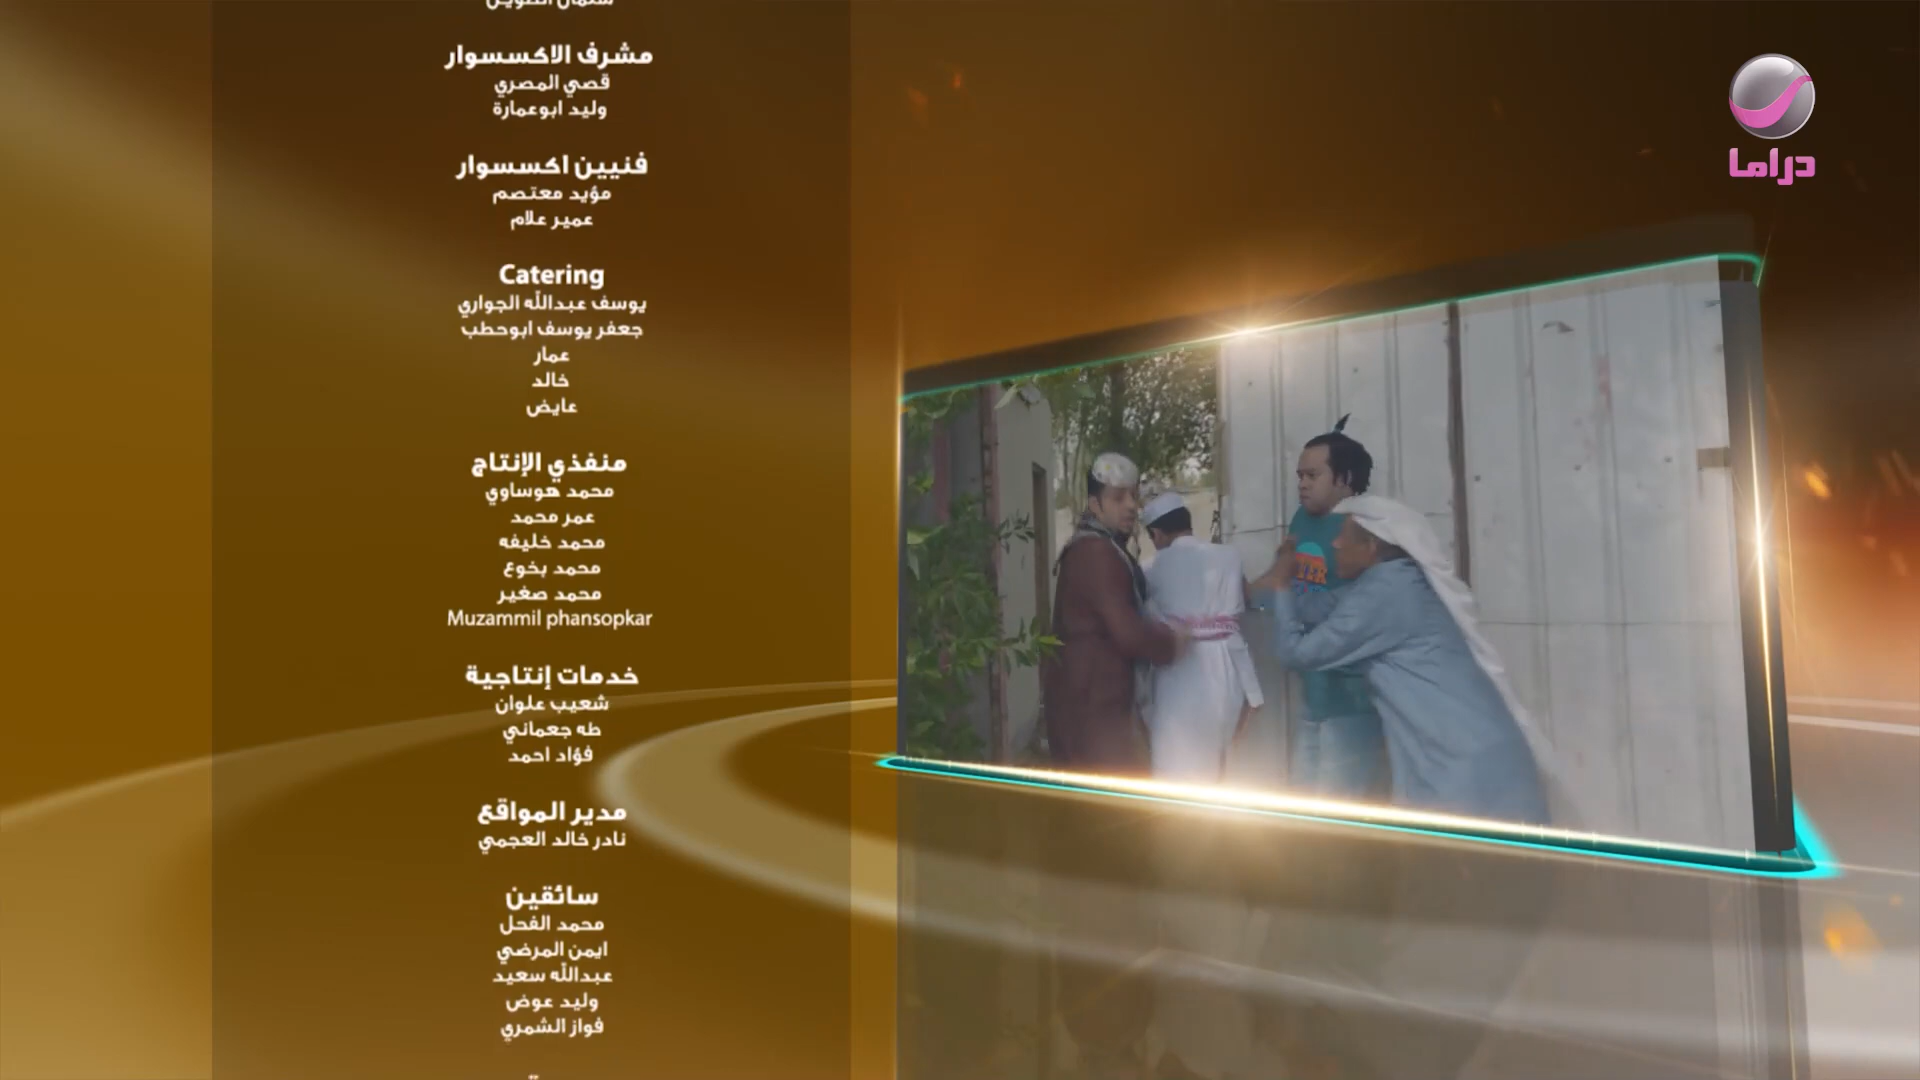 مشرف الاكسسوار
قصي المصري
وليد ابوعمارة
فنيين اكسسوار
مؤيد معتصم
عمير علام
Catering
يوسف عبدالله الجواري
جعفر يوسف ابوحطب
عمار
خالد
عايض
منفذي الإنتاج
محمد هوساوي
عمر محمد
محمد خليفه
محمد بخوع
محمد صغير
Muzammil phansopkar
خدمات إنتاجية
شعيب علوان
طه جعماني
فؤاد احمد
مدير المواقع
نادر خالد العجمي
سائقين
محمد الفحل
ايمن المرضي
عبدالله سعيد
وليد عوض
فواز الشمري
دراما